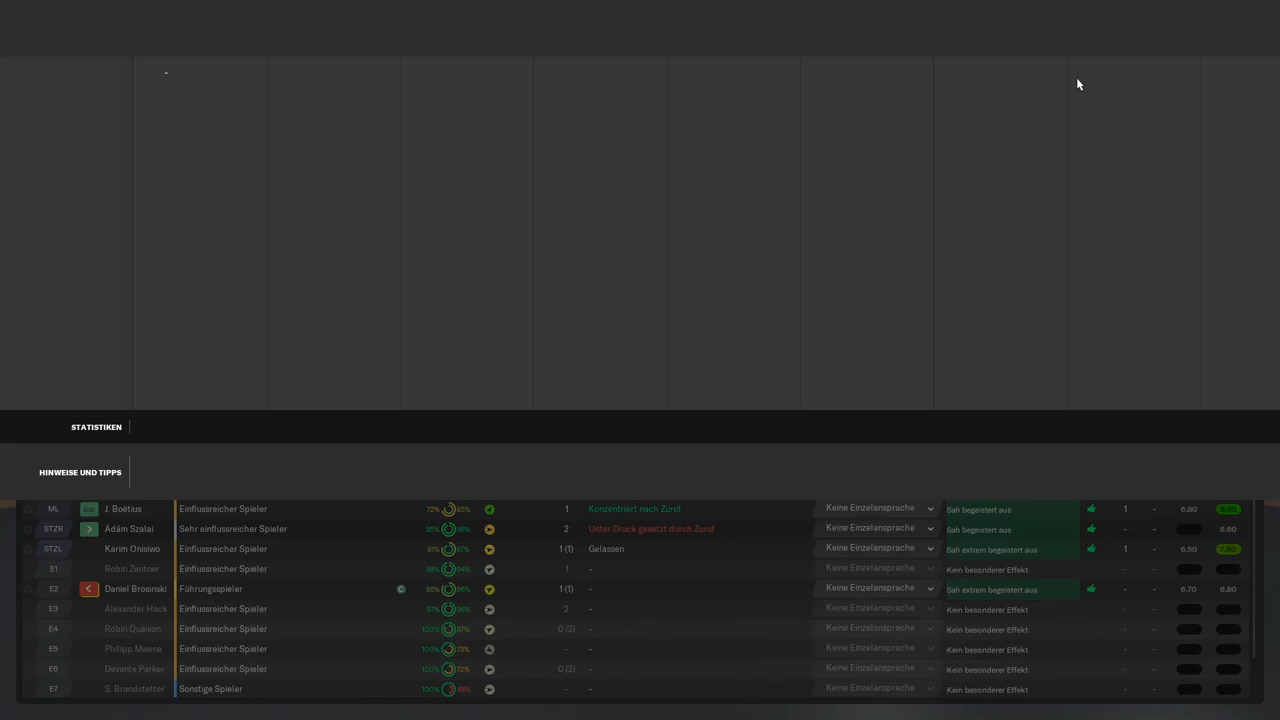 -
STATISTIKEN
HINWEISE UND TIPPS
ML SdS J. Boëtius Einflussreicher Spieler 72% 1 Konzentriert nach Zuruf Keine Einzelansprache Sah begeistert aus 1 - 6.80
STZR Ádám Szalai Sehr einflussreicher Spieler 95% 2 Unter Druck gesetzt durch Zuruf Keine Einzelansprache Sah begeistert aus - - 6.60
STZL Karim Onisiwo Einflussreicher Spieler 81% 1 (1) Gelassen Keine Einzelansprache Sah extrem begeistert aus 1 - 6.50
E1 Robin Zentner Einflussreicher Spieler 94% 1 - Keine Einzelansprache Kein besonderer Effekt
E2 Daniel Brosinski Führungsspieler C 96% 1 (1) - Keine Einzelansprache Sah extrem begeistert aus - - 6.70 6.80
E3 Alexander Hack Einflussreicher Spieler 97% 96% 2 - Keine Einzelansprache Kein besonderer Effekt - -
E4 Robin Quaison Einflussreicher Spieler 100% 87% 0 (2) - Keine Einzelansprache Kein besonderer Effekt - -
E5 Philipp Mwene Einflussreicher Spieler 100% 73% - - Keine Einzelansprache Kein besonderer Effekt - -
E6 Devante Parker Einflussreicher Spieler 100% 72% 0 (2) - Keine Einzelansprache Kein besonderer Effekt - -
E7 S. Brandstetter Sonstige Spieler 100% - - Keine Einzelansprache Kein besonderer Effekt - -